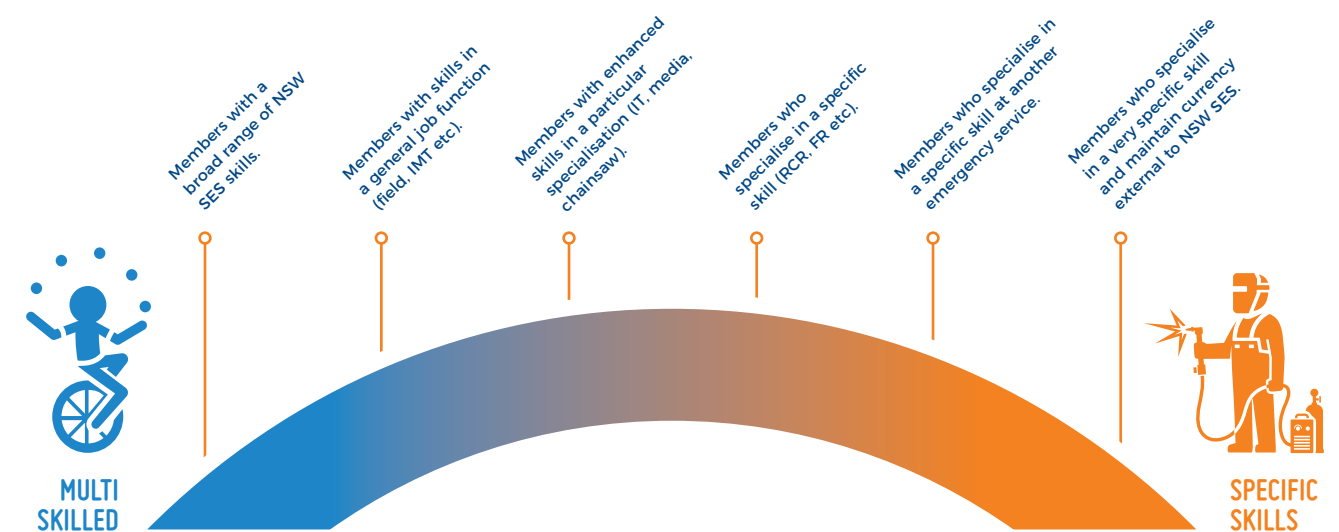 Members with a
broad range of NSW
SES skills.
Members with skills in
a general job function
(field, IMT etc).
Members with enhanced
skills in a particular
specialisation (IT, media,
chainsaw).
Members who
specialise in a specific
skill (RCR, FR etc).
Members who specialise in
a specific skill at another
emergency service.
Members who specialise
in a very specific skill
and maintain currency
external to NSW SES.
MULTI
SKILLED
SPECIFIC
SKILLS